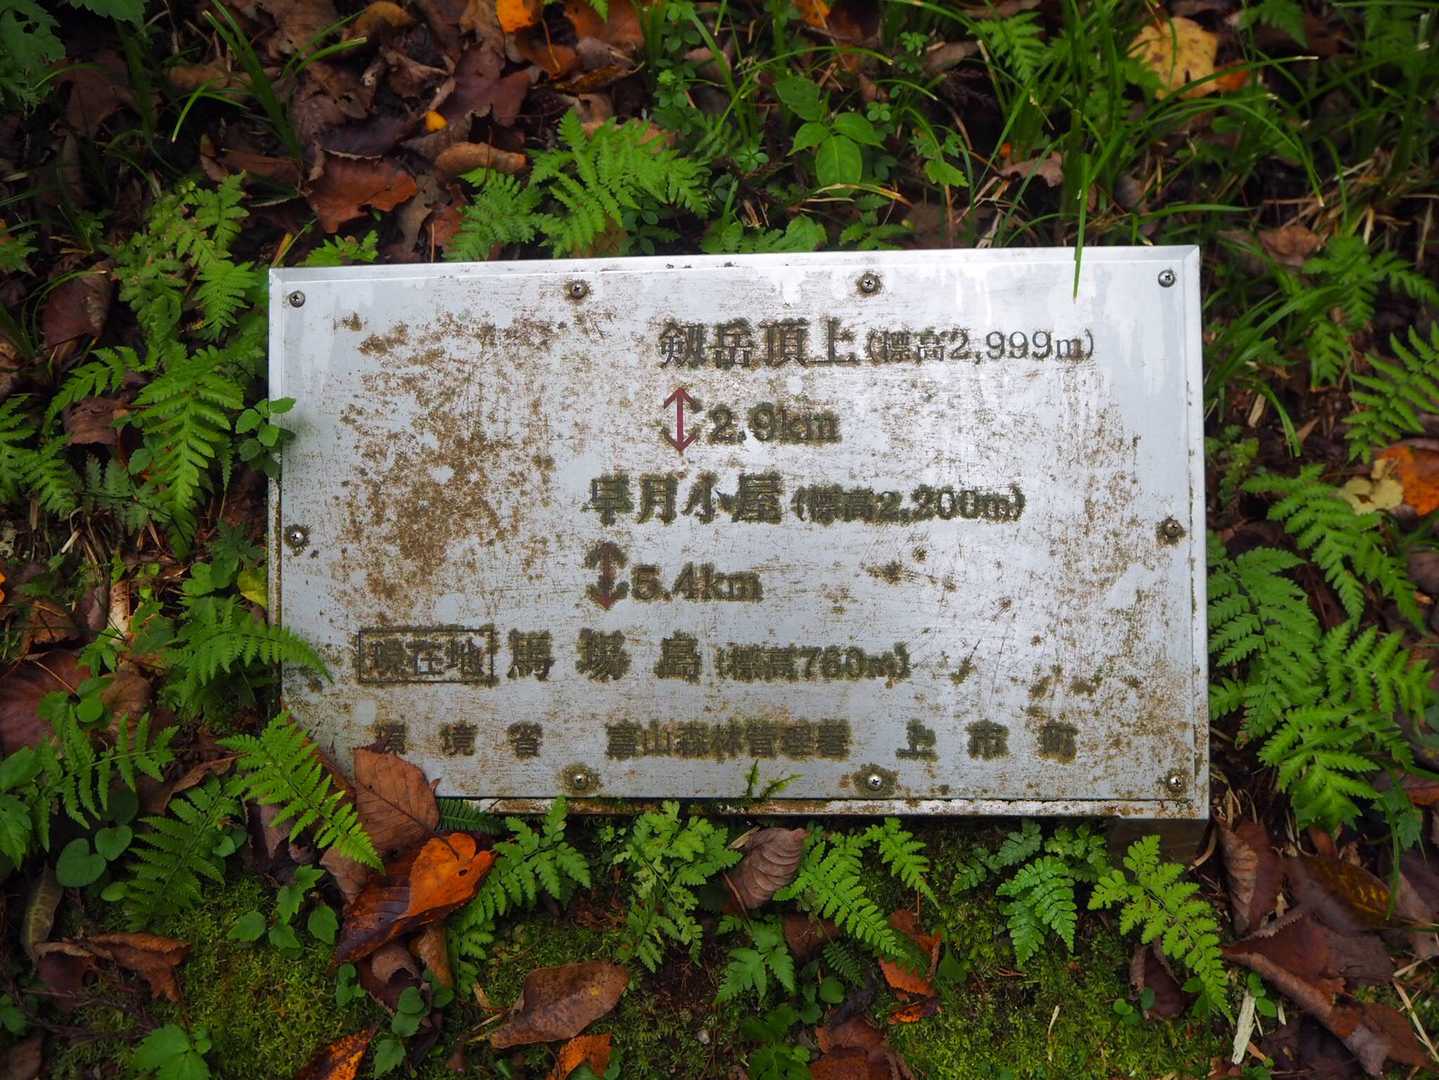 剱岳頂上(標高2,999m)
2.9km
早月小屋(標高2,200m)
5.4km
現在地 馬場島(標高760m)
環境省 富山森林管理署 上市町